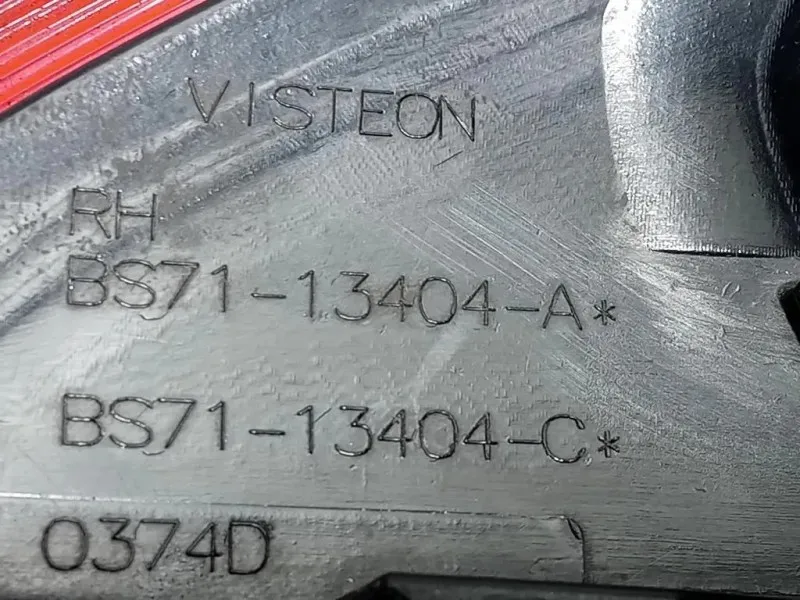 VISTEON
RH
BS71-13404-A*
BS71-13404-C*
0374D